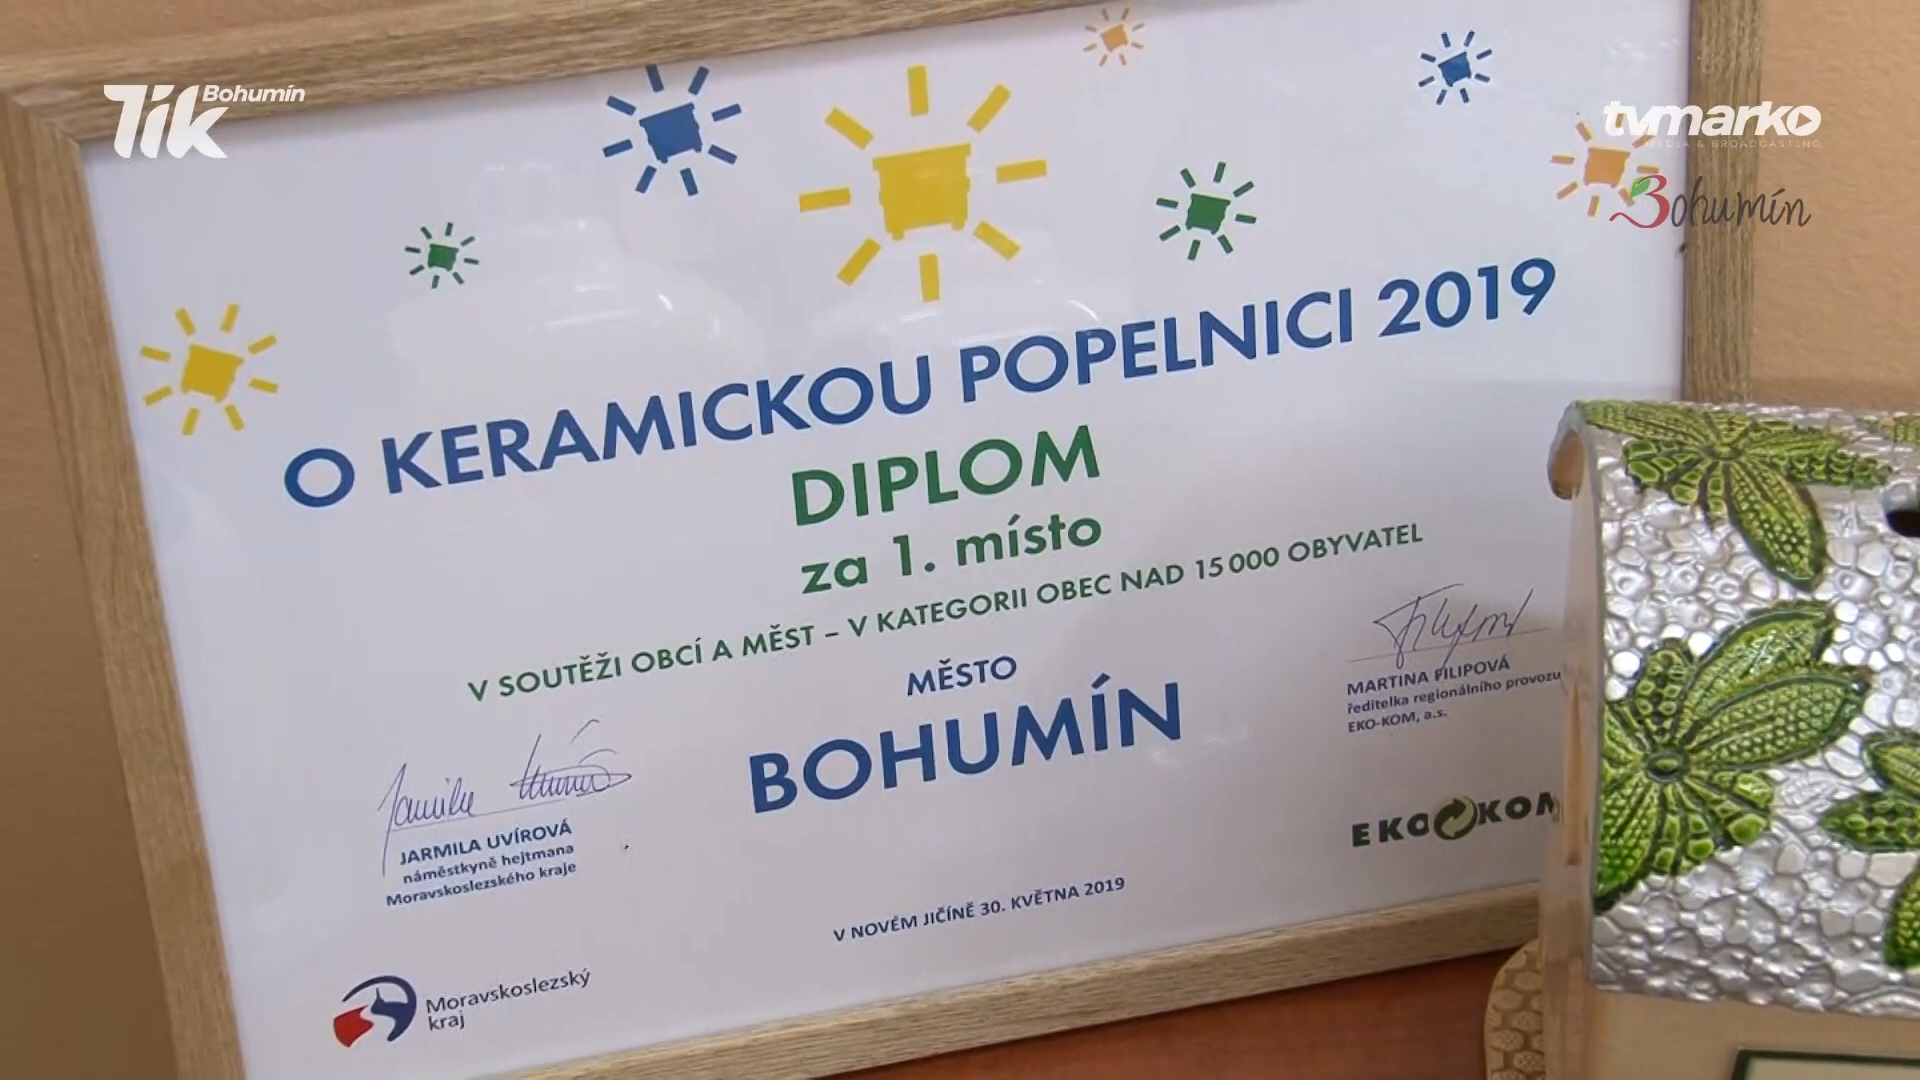 Tik Bohumín
tvmarko
MEDIA & BROADCASTING
Bohumín
O KERAMICKOU POPELNICI 2019
DIPLOM
za 1. místo
V SOUTĚŽI OBCÍ A MĚST – V KATEGORII OBEC NAD 15 000 OBYVATEL
MĚSTO
BOHUMÍN
JARMILA UVÍROVÁ
náměstkyně hejtmana
Moravskoslezského kraje
MARTINA FILIPOVÁ
ředitelka regionálního provozu
EKO-KOM, a.s.
EKO KOM
V NOVÉM JIČÍNĚ 30. KVĚTNA 2019
Moravskoslezský
kraj